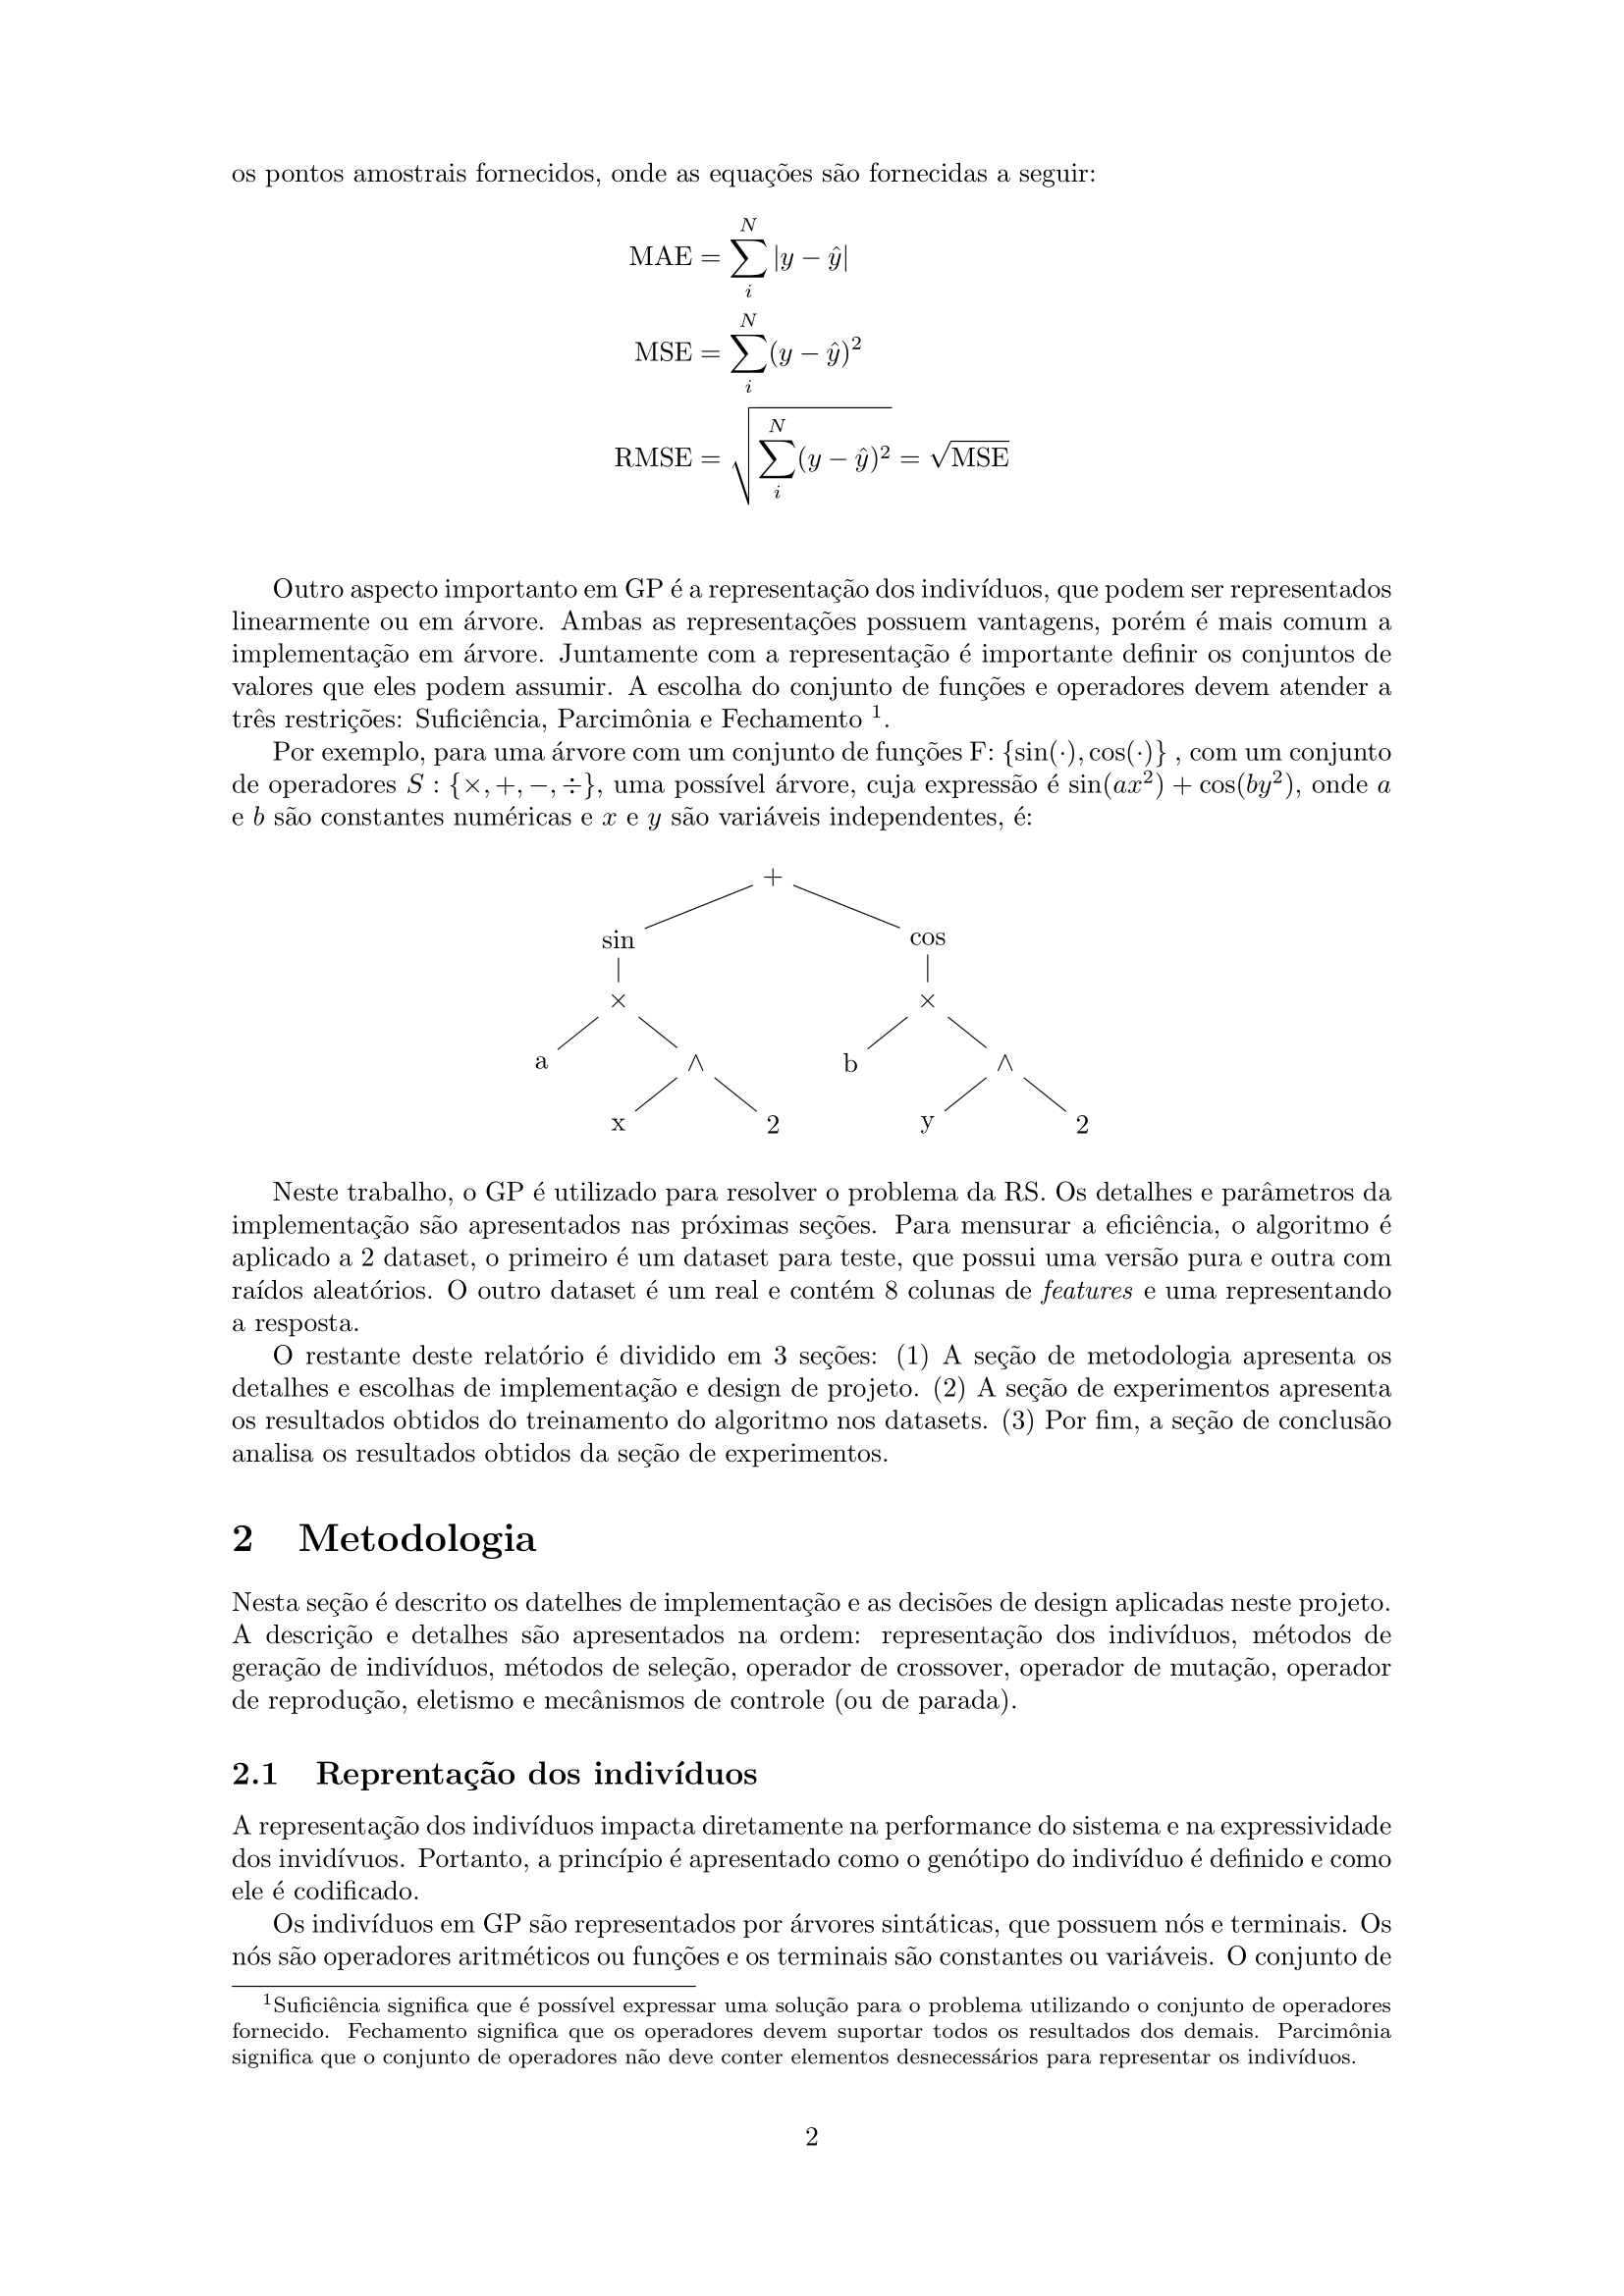 os pontos amostrais fornecidos, onde as equações são fornecidas a seguir:
MAE = \sum_{i}^{N} |y − ŷ|
MSE = \sum_{i}^{N} (y − ŷ)^2
RMSE = \sqrt{\sum_{i}^{N} (y − ŷ)^2} = \sqrt{MSE}
Outro aspecto importanto em GP é a representação dos indivíduos, que podem ser representados
linearmente ou em árvore. Ambas as representações possuem vantagens, porém é mais comum a
implementação em árvore. Juntamente com a representação é importante definir os conjuntos de
valores que eles podem assumir. A escolha do conjunto de funções e operadores devem atender a
três restrições: Suficiência, Parcimônia e Fechamento ¹.
Por exemplo, para uma árvore com um conjunto de funções F: {sin(·), cos(·)} , com um conjunto
de operadores S : {×, +, −, ÷}, uma possível árvore, cuja expressão é sin(ax²) + cos(by²), onde a
e b são constantes numéricas e x e y são variáveis independentes, é:
+
sin cos
× ×
a ∧ b ∧
x 2 y 2
Neste trabalho, o GP é utilizado para resolver o problema da RS. Os detalhes e parâmetros da
implementação são apresentados nas próximas seções. Para mensurar a eficiência, o algoritmo é
aplicado a 2 dataset, o primeiro é um dataset para teste, que possui uma versão pura e outra com
raídos aleatórios. O outro dataset é um real e contém 8 colunas de features e uma representando
a resposta.
O restante deste relatório é dividido em 3 seções: (1) A seção de metodologia apresenta os
detalhes e escolhas de implementação e design de projeto. (2) A seção de experimentos apresenta
os resultados obtidos do treinamento do algoritmo nos datasets. (3) Por fim, a seção de conclusão
analisa os resultados obtidos da seção de experimentos.
2 Metodologia
Nesta seção é descrito os datelhes de implementação e as decisões de design aplicadas neste projeto.
A descrição e detalhes são apresentados na ordem: representação dos indivíduos, métodos de
geração de indivíduos, métodos de seleção, operador de crossover, operador de mutação, operador
de reprodução, eletismo e mecânismos de controle (ou de parada).
2.1 Reprentação dos indivíduos
A representação dos indivíduos impacta diretamente na performance do sistema e na expressividade
dos invidívuos. Portanto, a princípio é apresentado como o genótipo do indivíduo é definido e como
ele é codificado.
Os indivíduos em GP são representados por árvores sintáticas, que possuem nós e terminais. Os
nós são operadores aritméticos ou funções e os terminais são constantes ou variáveis. O conjunto de
¹Suficiência significa que é possível expressar uma solução para o problema utilizando o conjunto de operadores
fornecido. Fechamento significa que os operadores devem suportar todos os resultados dos demais. Parcimônia
significa que o conjunto de operadores não deve conter elementos desnecessários para representar os indivíduos.
2